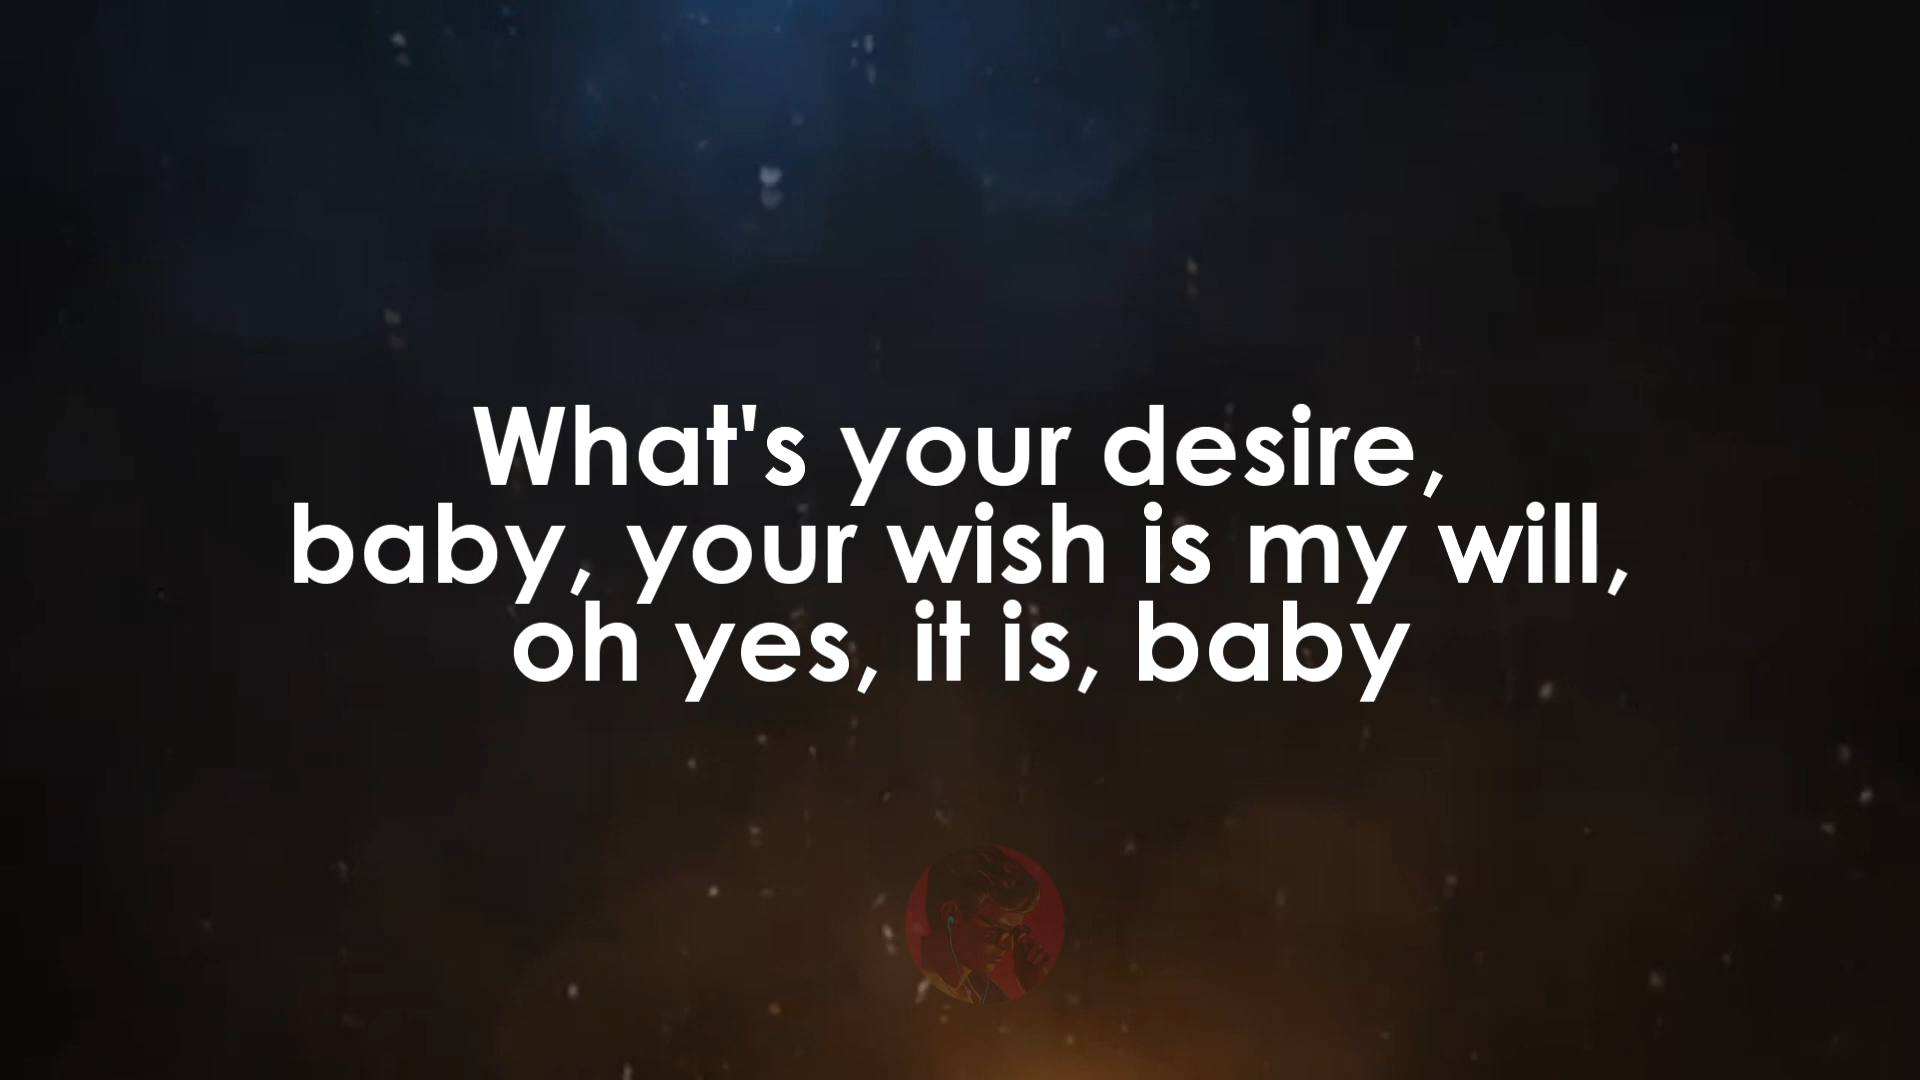 What's your desire,
baby, your wish is my will,
oh yes, it is, baby